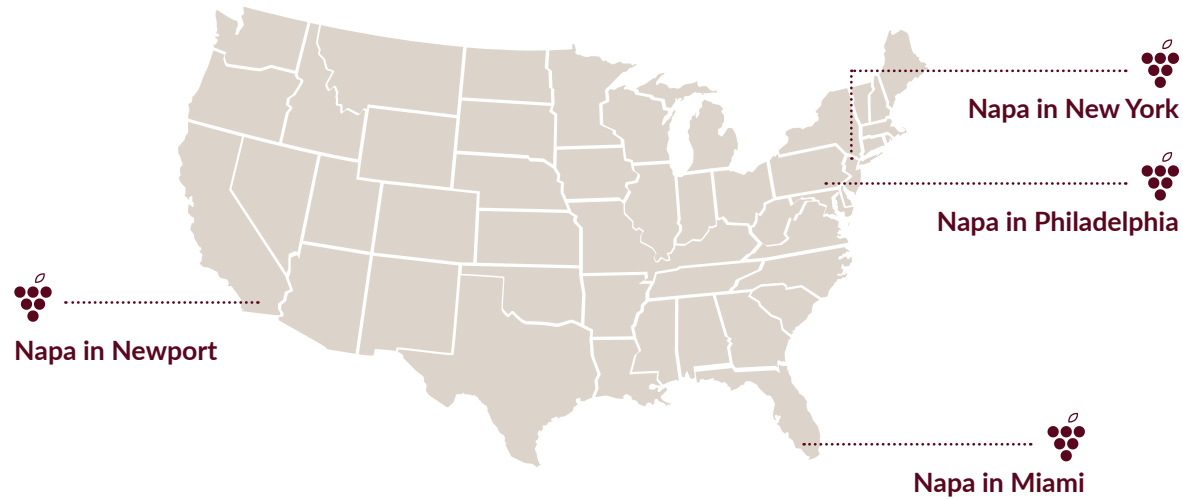 Napa in New York
Napa in Philadelphia
Napa in Newport
Napa in Miami